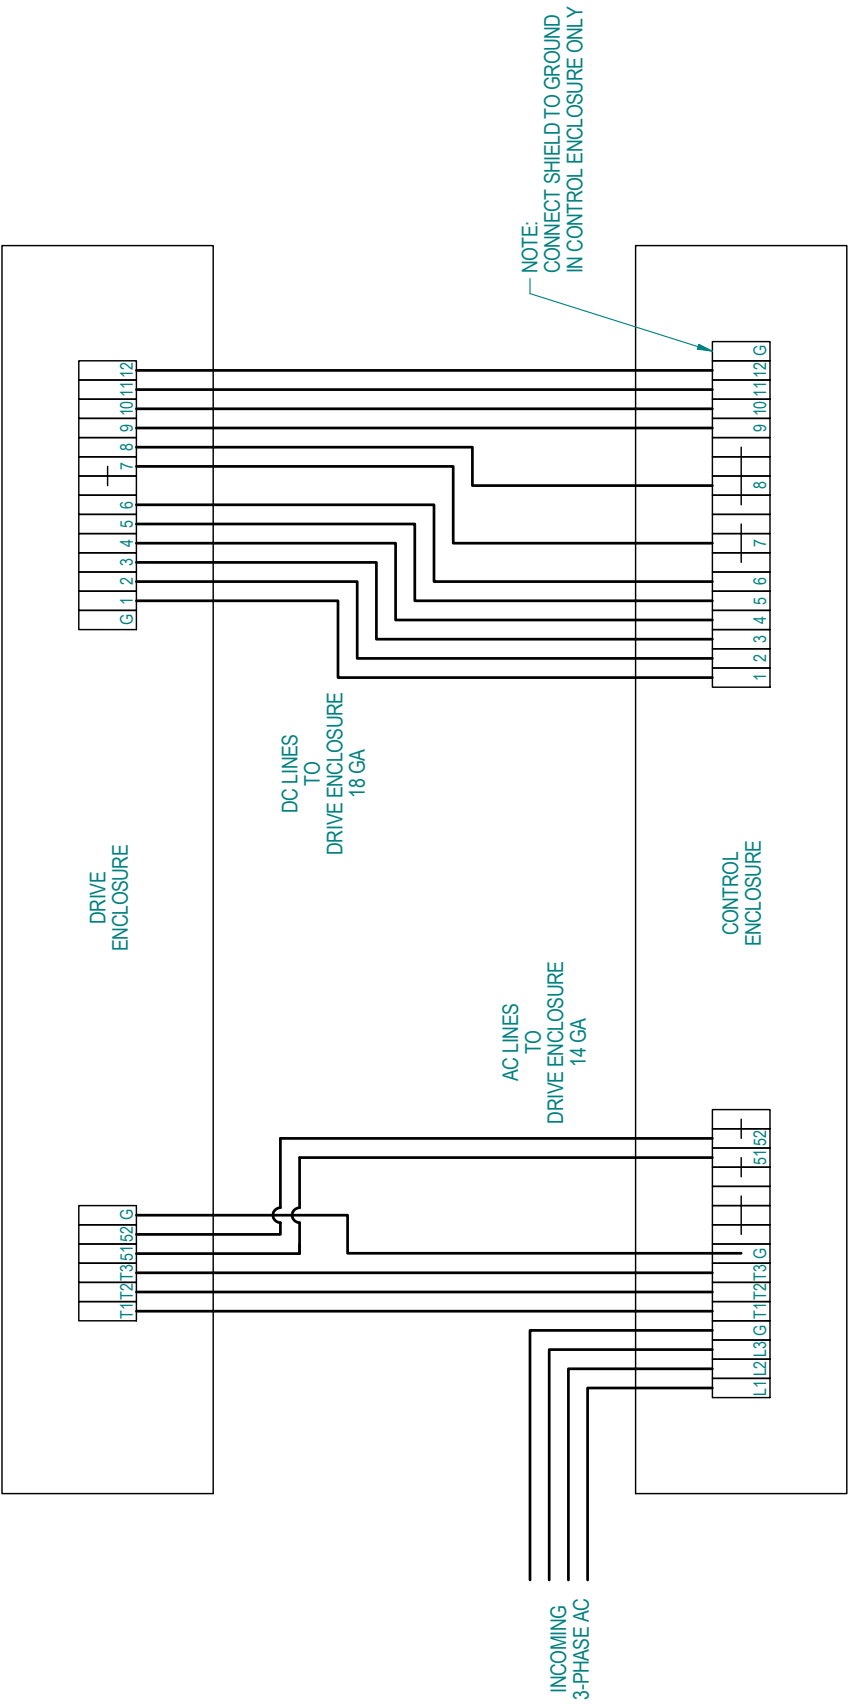 DRIVE
ENCLOSURE
T1 T2 T3 51 52 G
G 1 2 3 4 5 6 7 8 9 10 11 12
DC LINES
TO
DRIVE ENCLOSURE
18 GA
AC LINES
TO
DRIVE ENCLOSURE
14 GA
NOTE:
CONNECT SHIELD TO GROUND
IN CONTROL ENCLOSURE ONLY
INCOMING
3-PHASE AC
L1 L2 L3 G T1 T2 T3 G 51 52
1 2 3 4 5 6 7 8 9 10 11 12 G
CONTROL
ENCLOSURE